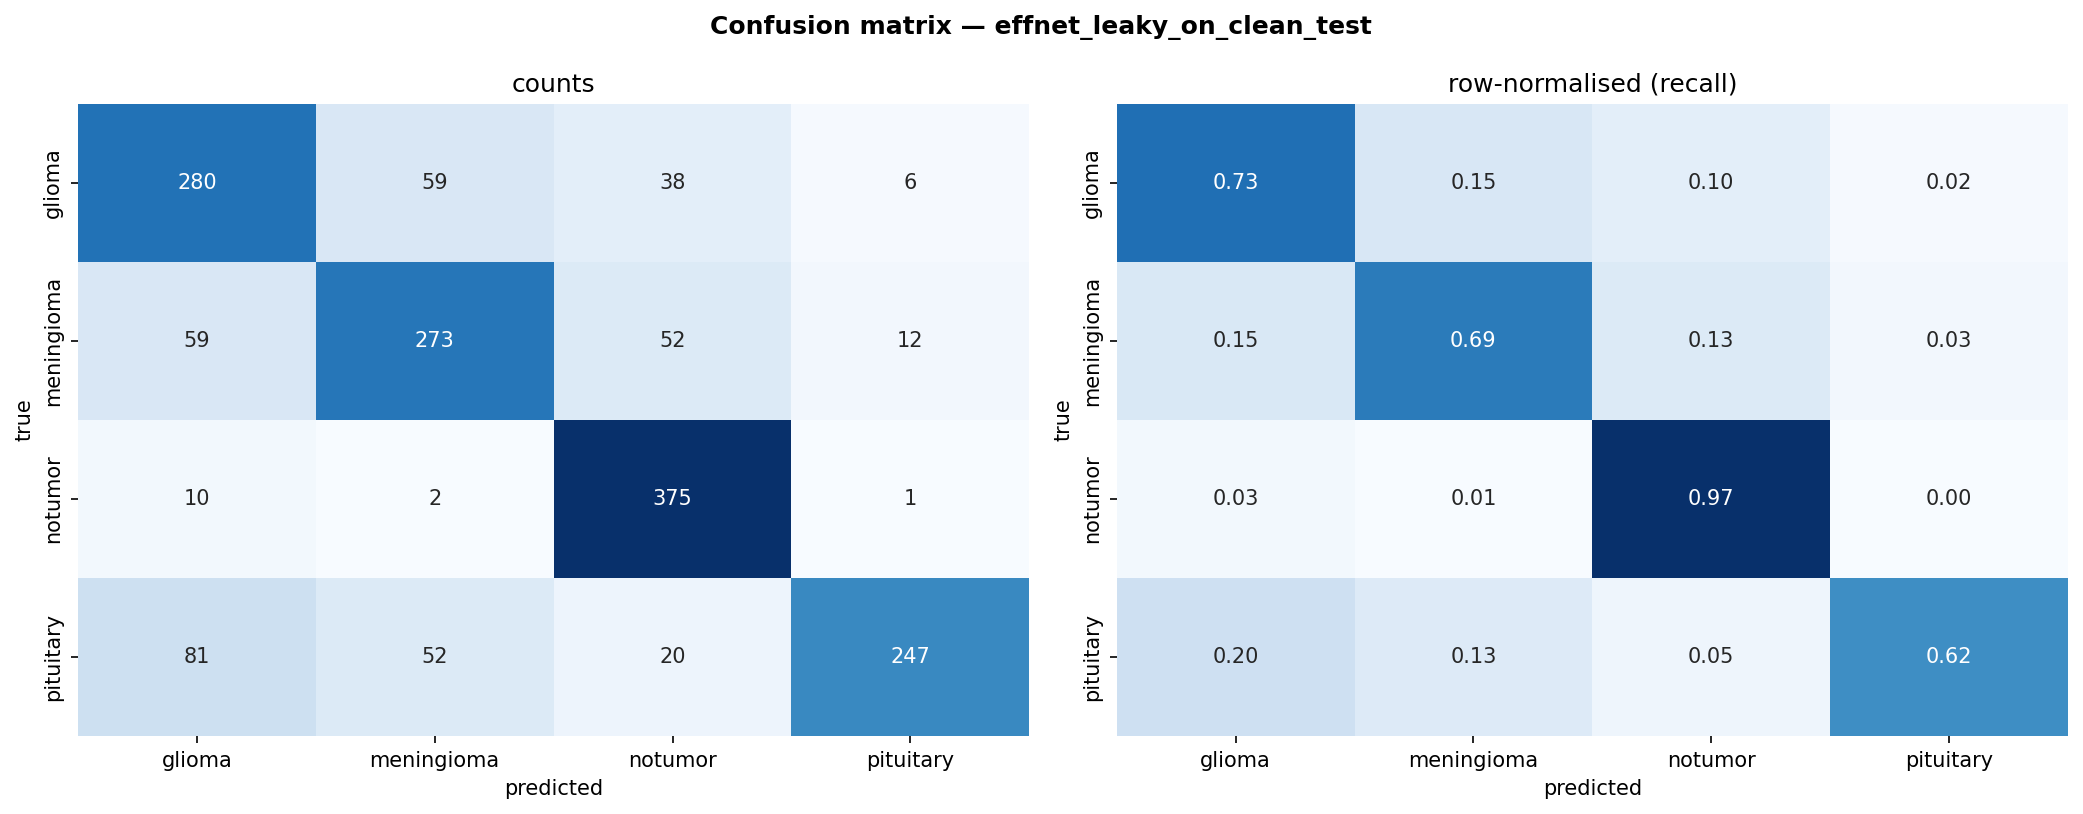 Confusion matrix — effnet_leaky_on_clean_test
counts
glioma
280 59 38 6
meningioma
59 273 52 12
notumor
10 2 375 1
pituitary
81 52 20 247
true
glioma meningioma notumor pituitary
predicted
row-normalised (recall)
glioma
0.73 0.15 0.10 0.02
meningioma
0.15 0.69 0.13 0.03
notumor
0.03 0.01 0.97 0.00
pituitary
0.20 0.13 0.05 0.62
true
glioma meningioma notumor pituitary
predicted